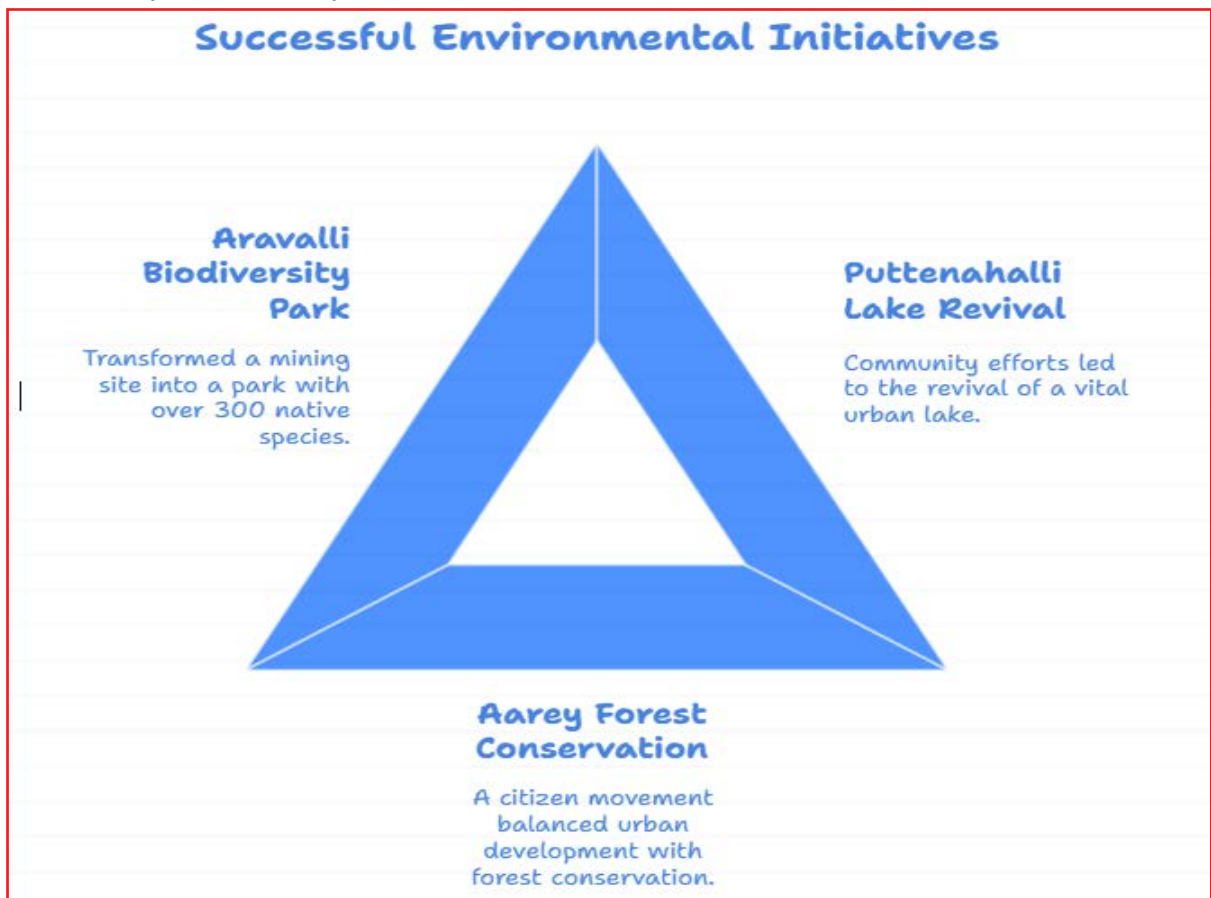 Successful Environmental Initiatives
Aravalli
Biodiversity
Park
Transformed a mining
site into a park with
over 300 native
species.
Puttenahalli
Lake Revival
Community efforts led
to the revival of a vital
urban lake.
Aarey Forest
Conservation
A citizen movement
balanced urban
development with
forest conservation.